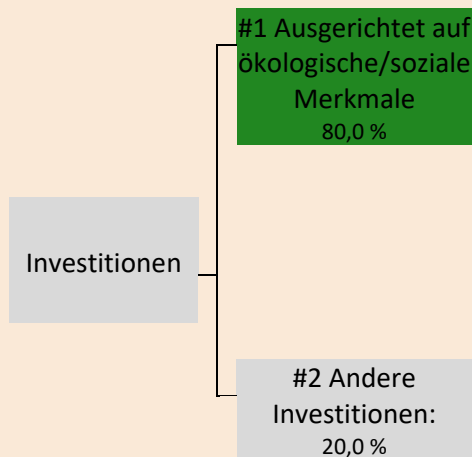 #1 Ausgerichtet auf
ökologische/soziale
Merkmale
80,0 %
Investitionen
#2 Andere
Investitionen:
20,0 %